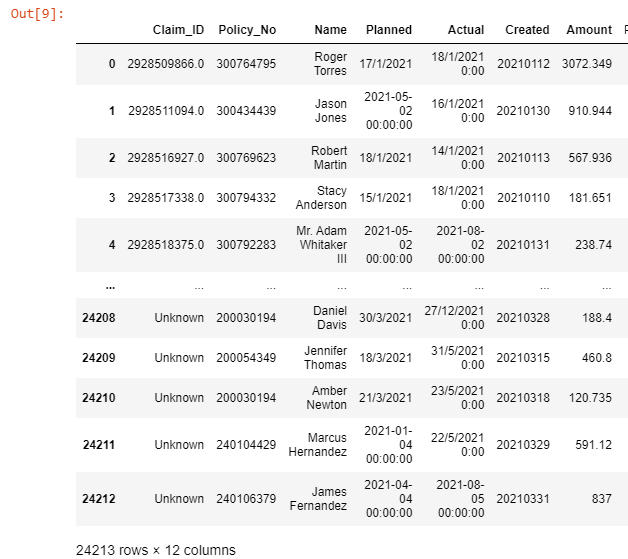 Out[9]:
Claim_ID Policy_No Name Planned Actual Created Amount
0 2928509866.0 300764795 Roger Torres 17/1/2021 18/1/2021 0:00 20210112 3072.349
1 2928511094.0 300434439 Jason Jones 2021-05-02 00:00:00 16/1/2021 0:00 20210130 910.944
2 2928516927.0 300769623 Robert Martin 18/1/2021 14/1/2021 0:00 20210113 567.936
3 2928517338.0 300794332 Stacy Anderson 15/1/2021 18/1/2021 0:00 20210110 181.651
4 2928518375.0 300792283 Mr. Adam Whitaker III 2021-05-02 00:00:00 2021-08-02 00:00:00 20210131 238.74
... ... ... ... ... ... ... ...
24208 Unknown 200030194 Daniel Davis 30/3/2021 27/12/2021 0:00 20210328 188.4
24209 Unknown 200054349 Jennifer Thomas 18/3/2021 31/5/2021 0:00 20210315 460.8
24210 Unknown 200030194 Amber Newton 21/3/2021 23/5/2021 0:00 20210318 120.735
24211 Unknown 240104429 Marcus Hernandez 2021-01-04 00:00:00 22/5/2021 0:00 20210329 591.12
24212 Unknown 240106379 James Fernandez 2021-04-04 00:00:00 2021-08-05 00:00:00 20210331 837
24213 rows × 12 columns